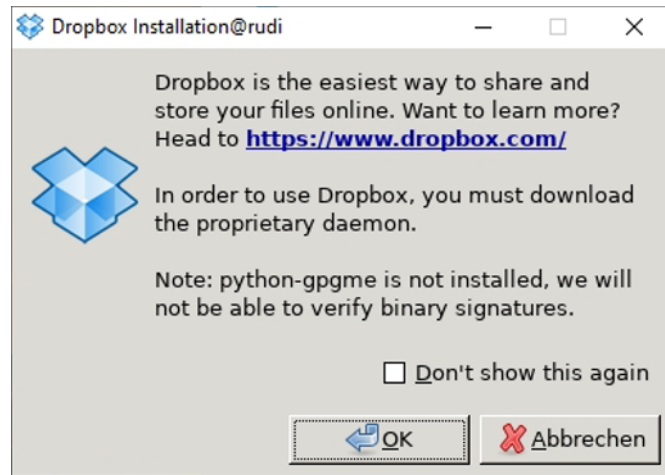 Dropbox Installation@rudi
Dropbox is the easiest way to share and
store your files online. Want to learn more?
Head to https://www.dropbox.com/
In order to use Dropbox, you must download
the proprietary daemon.
Note: python-gpgme is not installed, we will
not be able to verify binary signatures.
Don't show this again
OK
Abbrechen